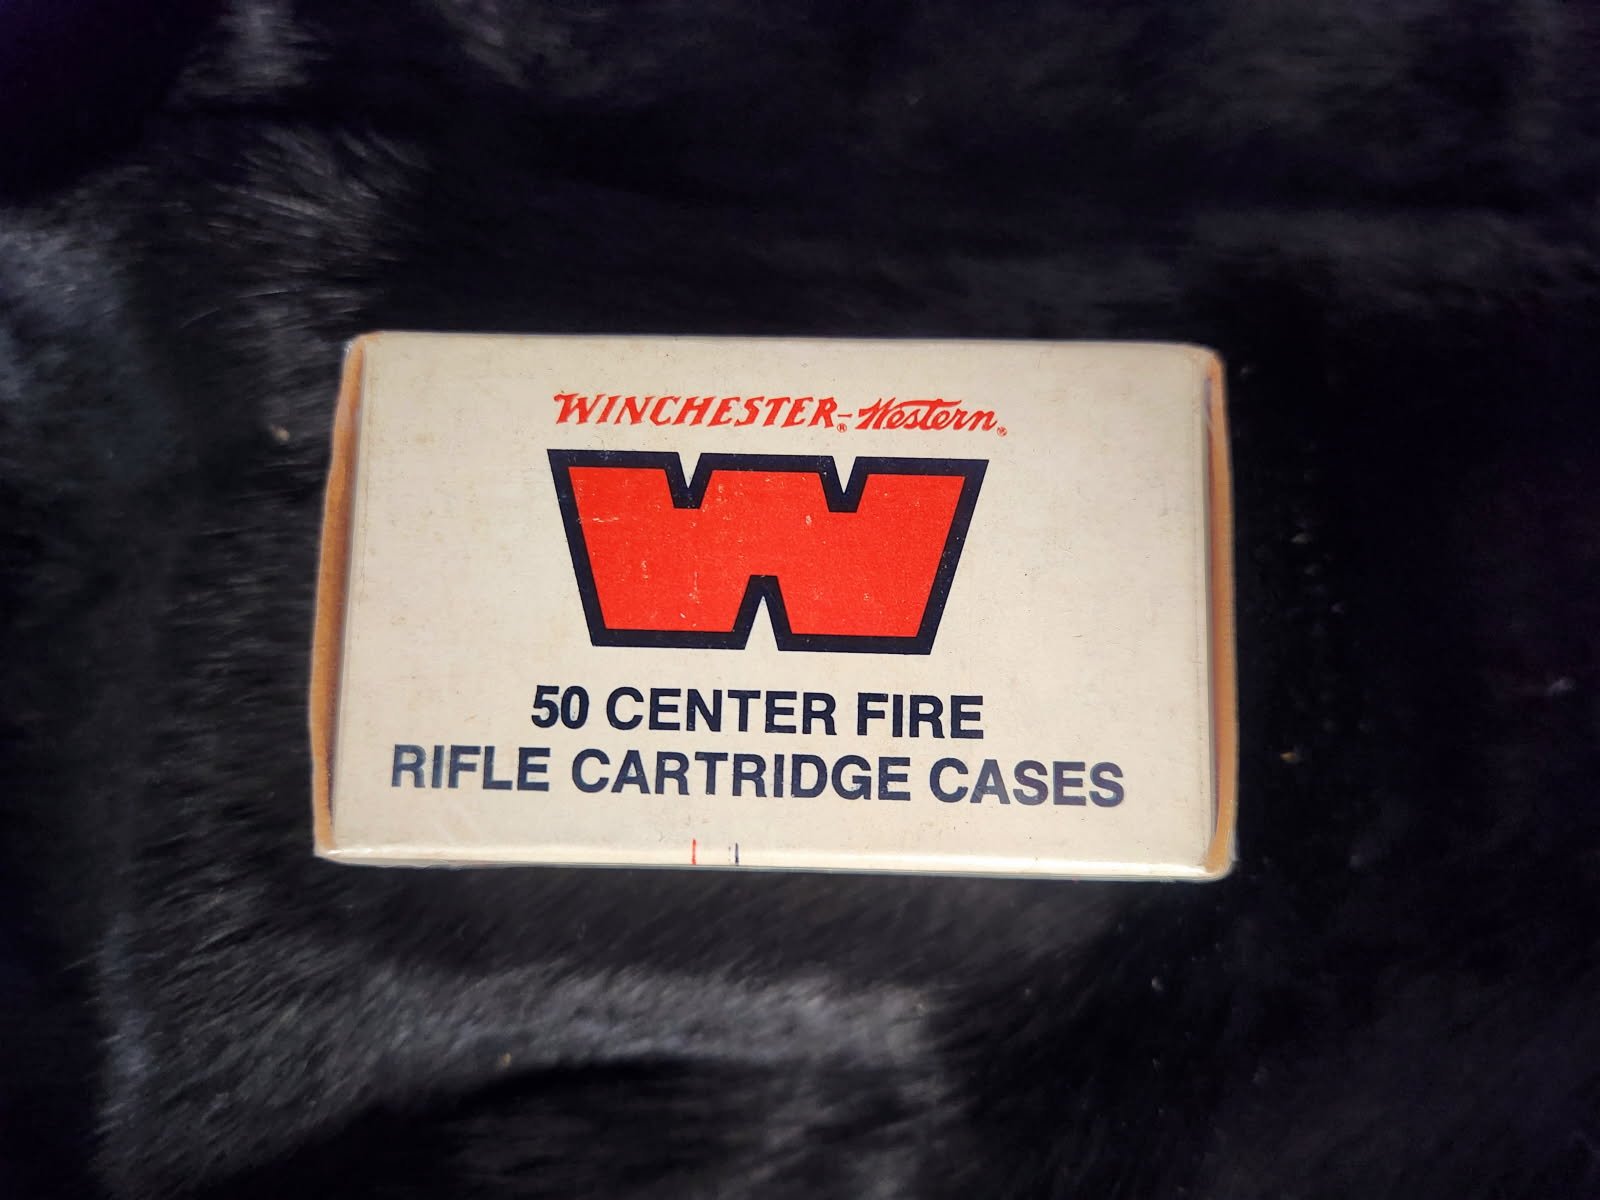 WINCHESTER®-Western®
W
50 CENTER FIRE
RIFLE CARTRIDGE CASES